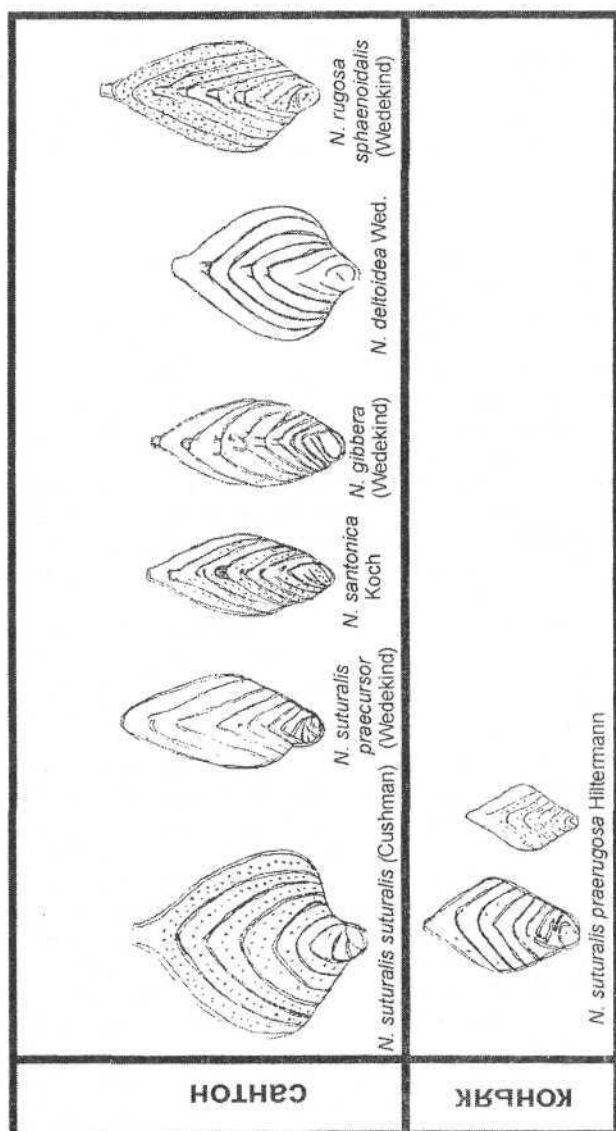 САНТОН
N. suturalis suturalis (Cushman)
N. suturalis
praecursor
(Wedekind)
N. santonica
Koch
N. gibbera
(Wedekind)
N. deltoidea Wed.
N. rugosa
sphaenoidalis
(Wedekind)
КОНЬЯК
N. suturalis praerugosa Hiltermann